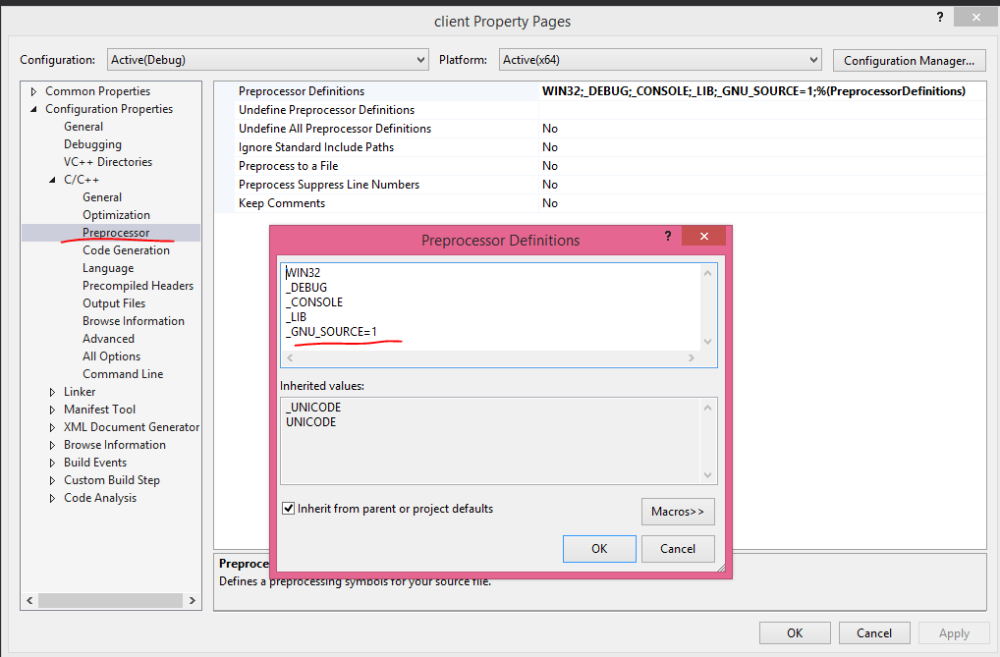 client Property Pages
?
Configuration: Active(Debug) Platform: Active(x64) Configuration Manager...
Common Properties
Configuration Properties
General
Debugging
VC++ Directories
C/C++
General
Optimization
Preprocessor
Code Generation
Language
Precompiled Headers
Output Files
Browse Information
Advanced
All Options
Command Line
Linker
Manifest Tool
XML Document Generator
Browse Information
Build Events
Custom Build Step
Code Analysis
Preprocessor Definitions WIN32;_DEBUG;_CONSOLE;_LIB;_GNU_SOURCE=1;%(PreprocessorDefinitions)
Undefine Preprocessor Definitions
Undefine All Preprocessor Definitions No
Ignore Standard Include Paths No
Preprocess to a File No
Preprocess Suppress Line Numbers No
Keep Comments No
Preprocessor Definitions
?
WIN32
_DEBUG
_CONSOLE
_LIB
_GNU_SOURCE=1
Inherited values:
_UNICODE
UNICODE
Inherit from parent or project defaults
Macros>>
OK Cancel
Preproce
Defines a preprocessing symbols for your source file.
OK Cancel Apply